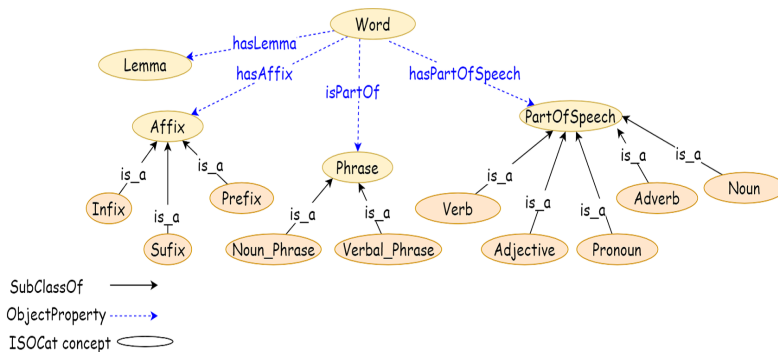 Word
hasLemma
Lemma
hasAffix
hasPartOfSpeech
isPartOf
Affix
PartOfSpeech
Phrase
is_a
is_a
is_a
is_a
is_a
is_a
is_a
is_a
is_a
is_a
Infix
Sufix
Prefix
Noun_Phrase
Verbal_Phrase
Verb
Adjective
Pronoun
Adverb
Noun
SubClassOf
ObjectProperty
ISOCat concept